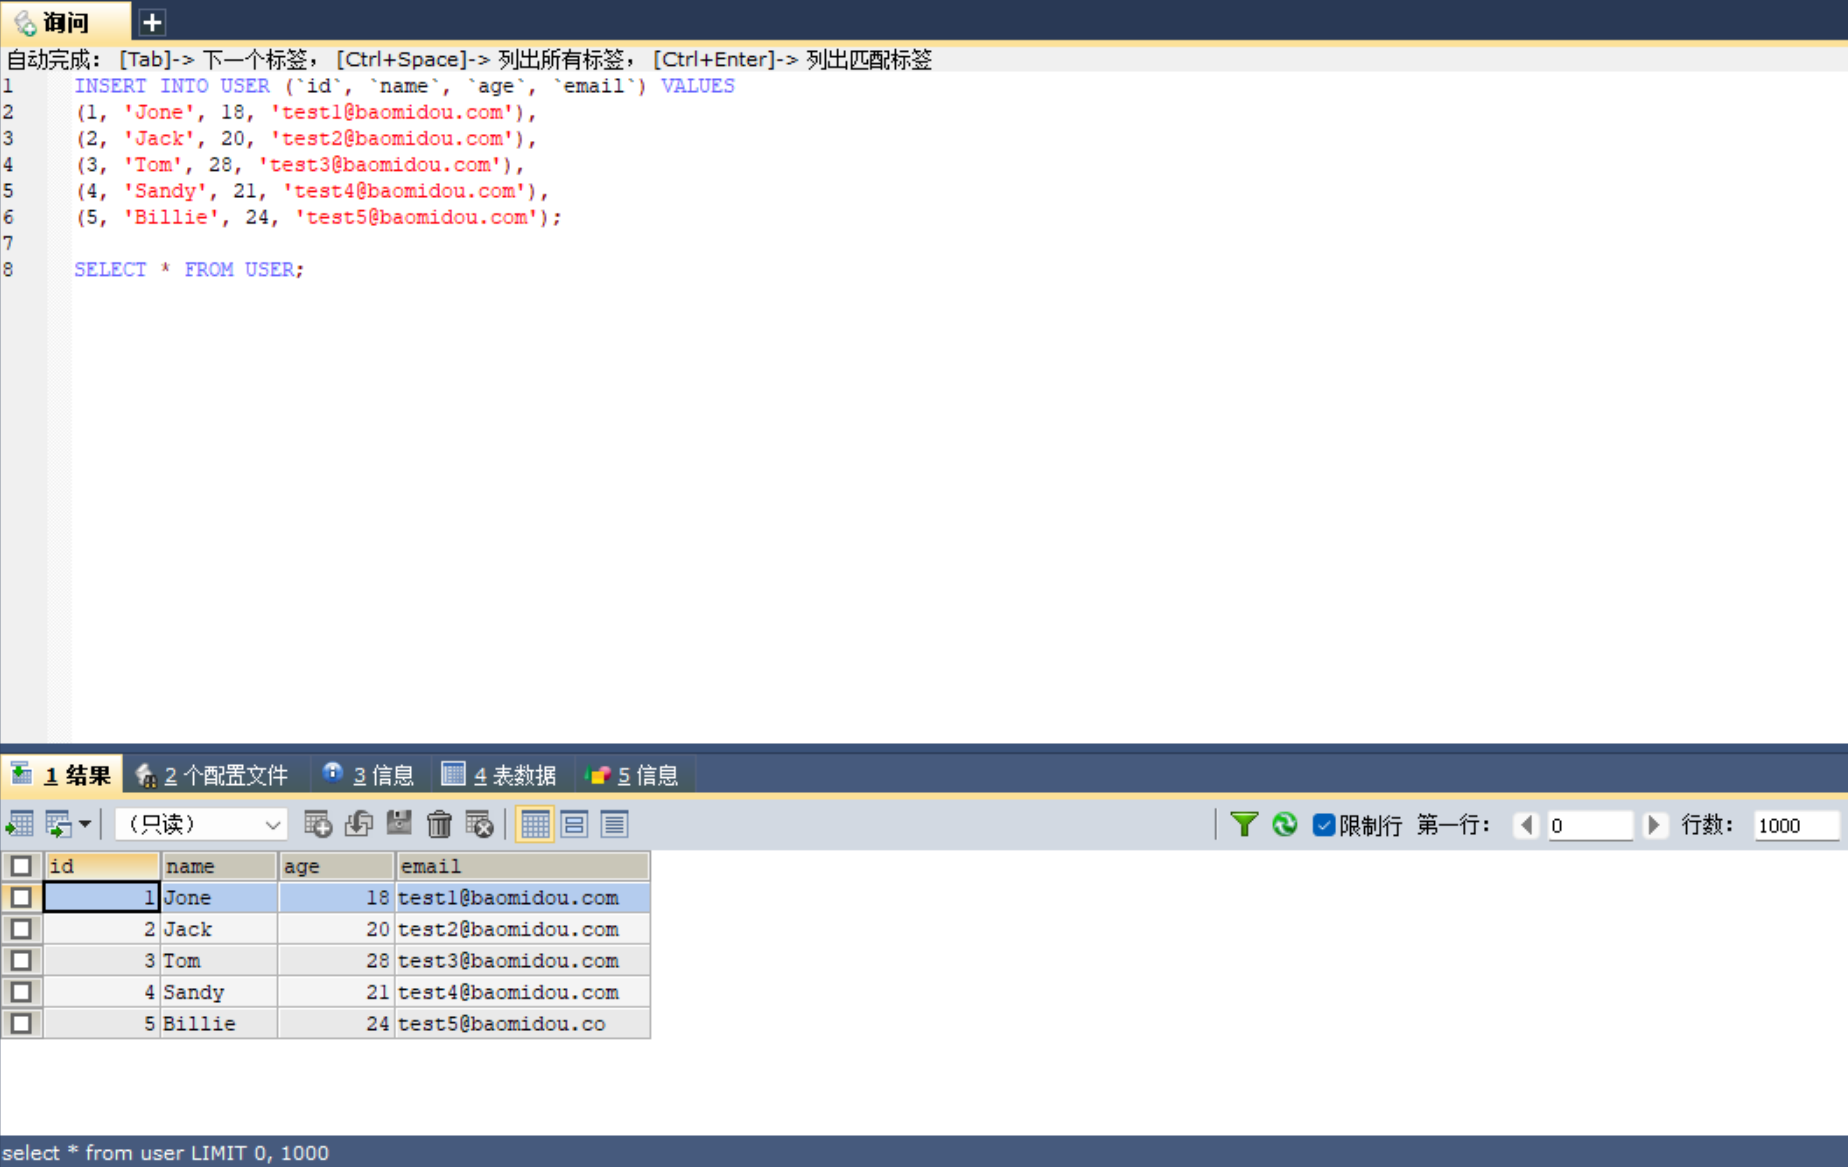 询问
自动完成： [Tab]-> 下一个标签， [Ctrl+Space]-> 列出所有标签， [Ctrl+Enter]-> 列出匹配标签
1 INSERT INTO USER (`id`, `name`, `age`, `email`) VALUES
2 (1, 'Jone', 18, 'test1@baomidou.com'),
3 (2, 'Jack', 20, 'test2@baomidou.com'),
4 (3, 'Tom', 28, 'test3@baomidou.com'),
5 (4, 'Sandy', 21, 'test4@baomidou.com'),
6 (5, 'Billie', 24, 'test5@baomidou.com');
7
8 SELECT * FROM USER;
1 结果 2 个配置文件 3 信息 4 表数据 5 信息
（只读） 限制行 第一行： 0 行数： 1000
id name age email
1 Jone 18 test1@baomidou.com
2 Jack 20 test2@baomidou.com
3 Tom 28 test3@baomidou.com
4 Sandy 21 test4@baomidou.com
5 Billie 24 test5@baomidou.co
select * from user LIMIT 0, 1000